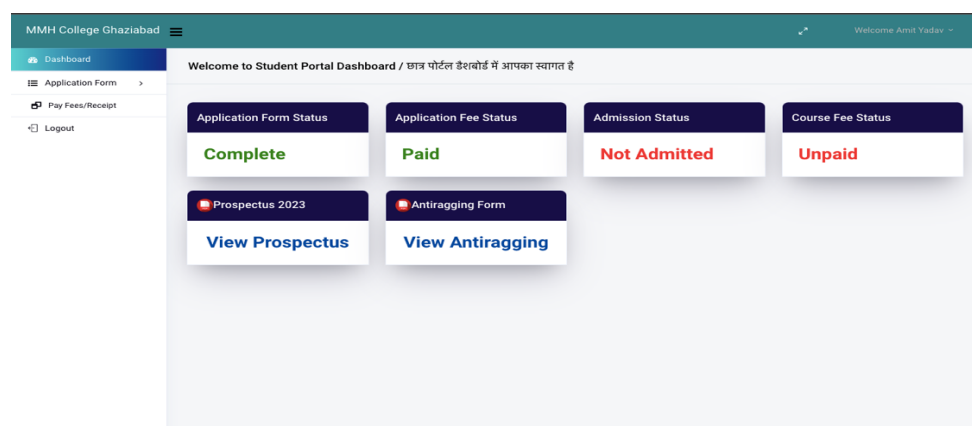 MMH College Ghaziabad
Welcome Amit Yadav
Dashboard
Application Form
Pay Fees/Receipt
Logout
Welcome to Student Portal Dashboard / छात्र पोर्टल डैशबोर्ड में आपका स्वागत है
Application Form Status
Complete
Application Fee Status
Paid
Admission Status
Not Admitted
Course Fee Status
Unpaid
Prospectus 2023
View Prospectus
Antiragging Form
View Antiragging